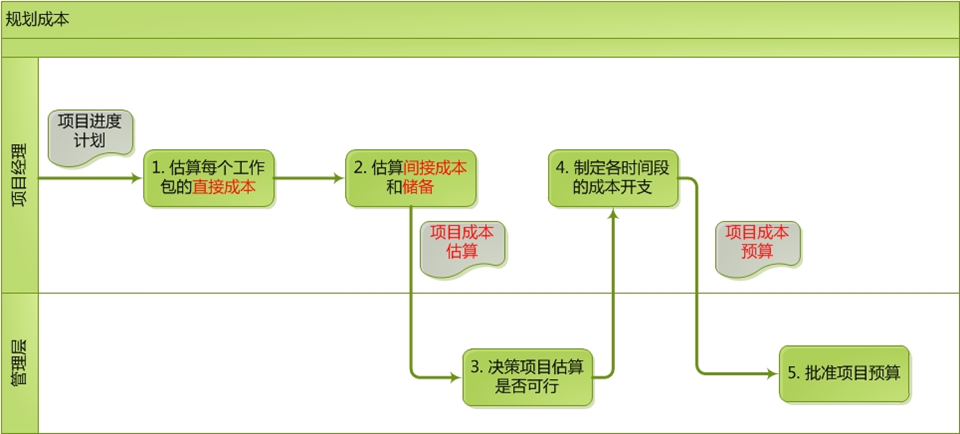 规划成本
项目经理
项目进度
计划
1. 估算每个工作
包的直接成本
2. 估算间接成本
和储备
项目成本
估算
4. 制定各时间段
的成本开支
项目成本
预算
管理层
3. 决策项目估算
是否可行
5. 批准项目预算